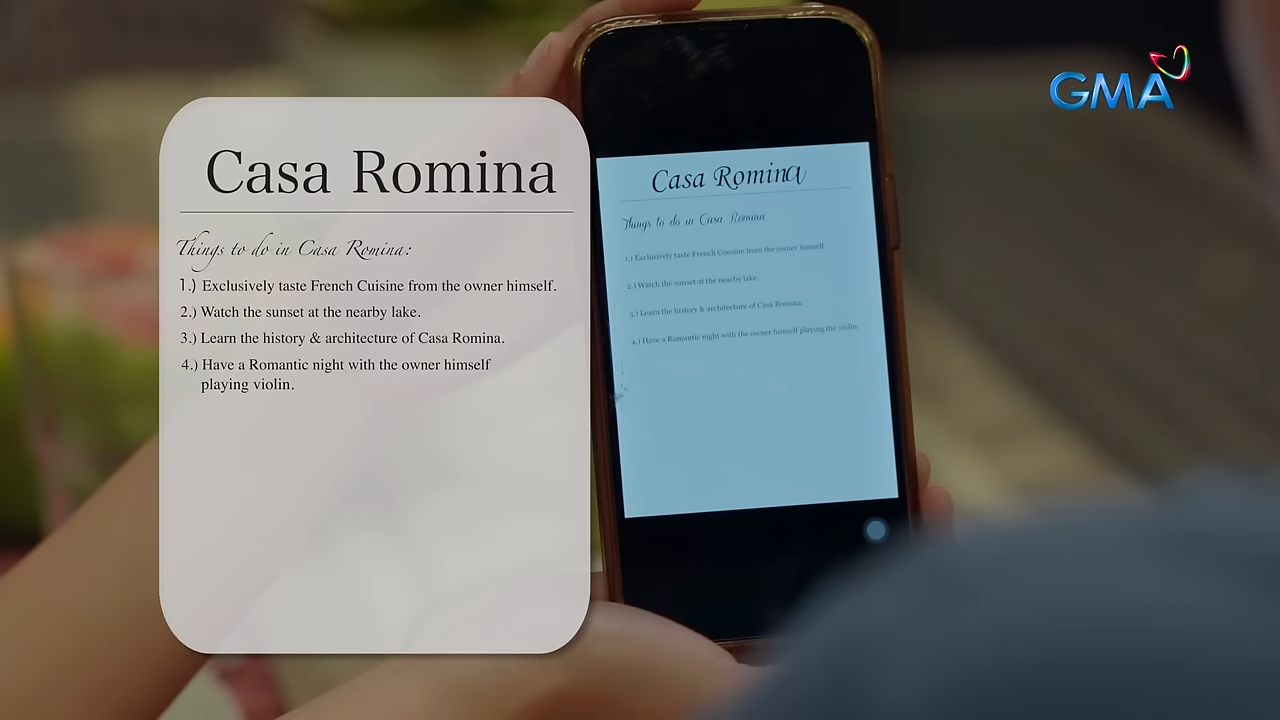 GMA
Casa Romina
Things to do in Casa Romina:
1.) Exclusively taste French Cuisine from the owner himself.
2.) Watch the sunset at the nearby lake.
3.) Learn the history & architecture of Casa Romina.
4.) Have a Romantic night with the owner himself
playing violin.
Casa Romina
Things to do in Casa Romina
1.) Exclusively taste French Cousine from the owner himself
2.) Watch the sunset at the nearby lake.
3.) Learn the history & architecture of Casa Romina.
4.) Have a Romantic night with the owner himself playing the violin